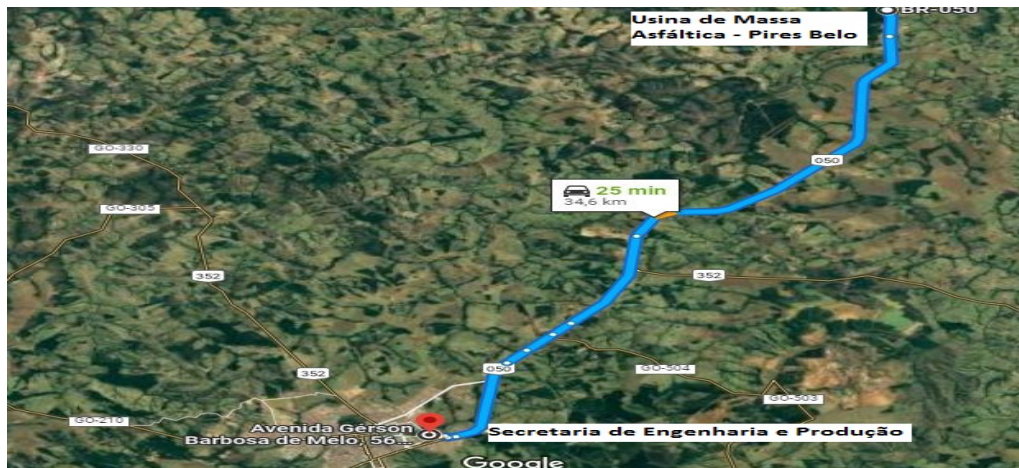 BR-050
Usina de Massa
Asfáltica - Pires Belo
GO-330
050
25 min
34,6 km
GO-305
352
352
050
GO-504
352
GO-503
GO-210
Avenida Gérson
Barbosa de Melo, 56...
Secretaria de Engenharia e Produção
Google